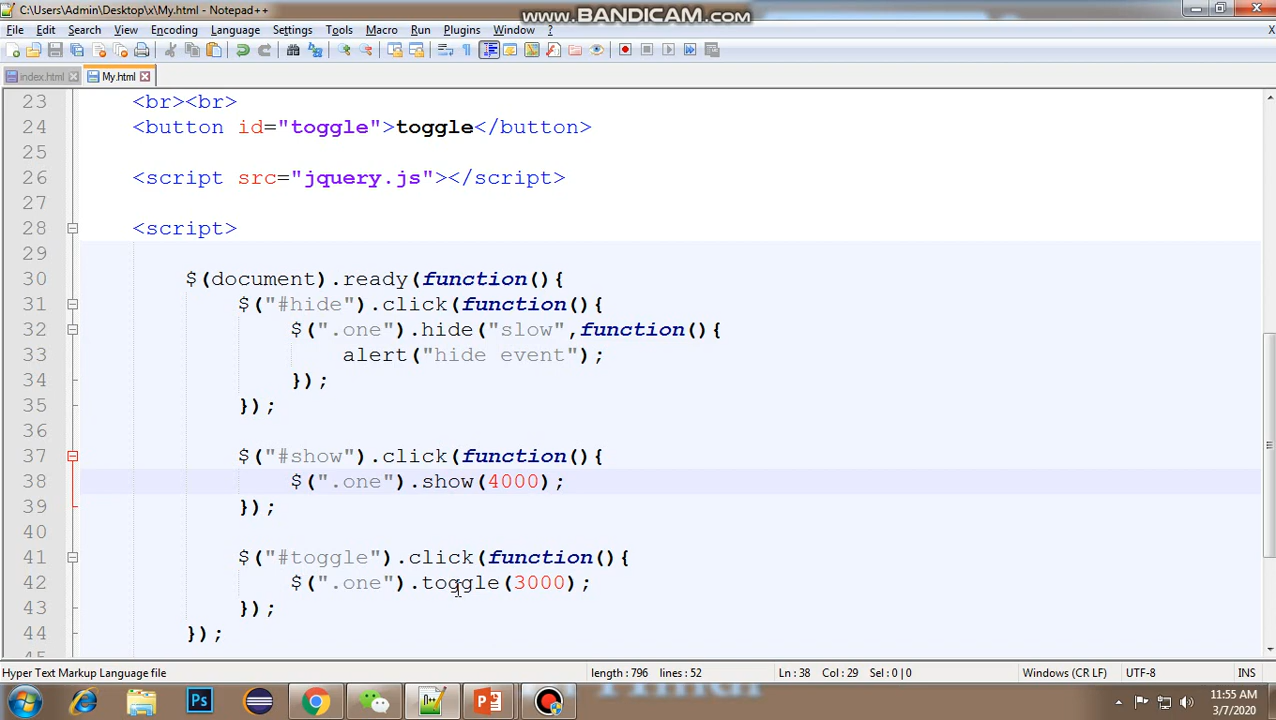 C:\Users\Admin\Desktop\x\My.html - Notepad++
www.BANDICAM.com
File Edit Search View Encoding Language Settings Tools Macro Run Plugins Window ? X
index.html My.html
23 <br><br>
24 <button id="toggle">toggle</button>
25
26 <script src="jquery.js"></script>
27
28 <script>
29
30 $(document).ready(function(){
31 $("#hide").click(function(){
32 $(".one").hide("slow",function(){
33 alert("hide event");
34 });
35 });
36
37 $("#show").click(function(){
38 $(".one").show(4000);
39 });
40
41 $("#toggle").click(function(){
42 $(".one").toggle(3000);
43 });
44 });
45
Hyper Text Markup Language file length : 796 lines : 52 Ln : 38 Col : 29 Sel : 0 | 0 Windows (CR LF) UTF-8 INS
11:55 AM
3/7/2020